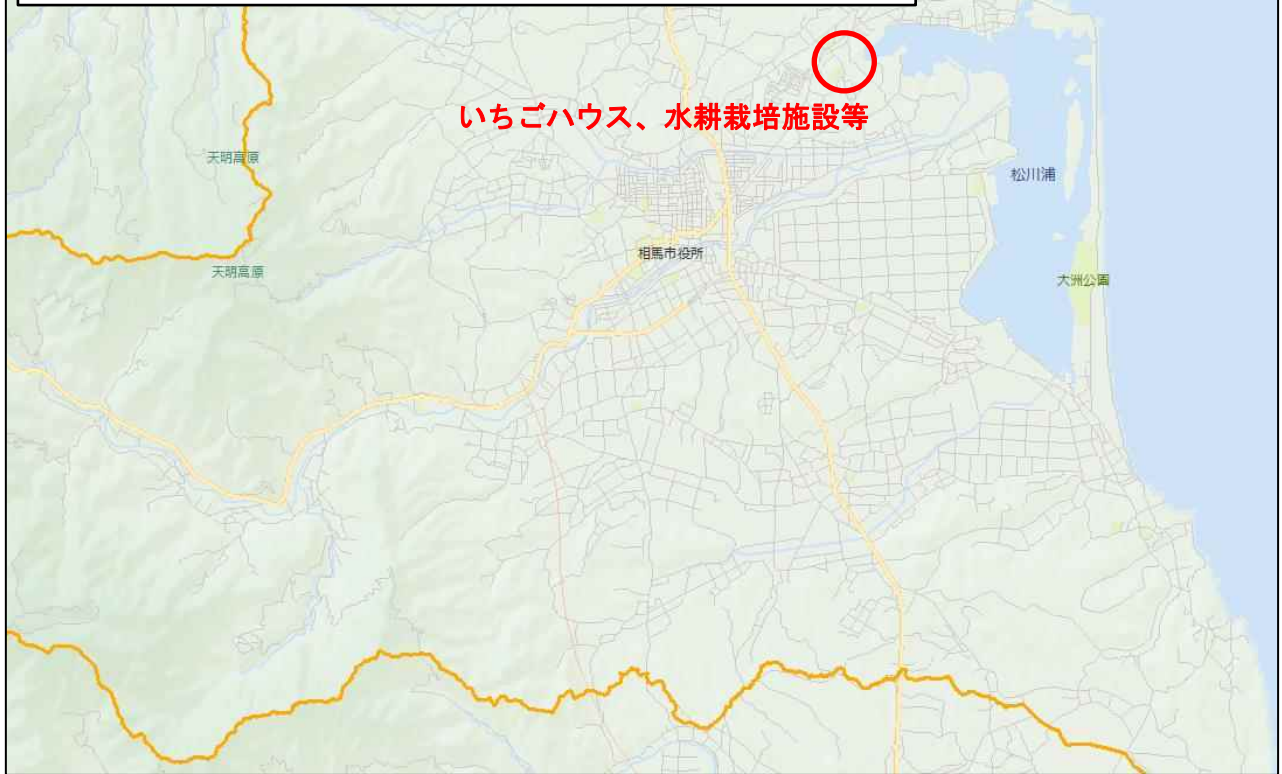 いちごハウス、水耕栽培施設等
天明高原
松川浦
相馬市役所
天明高原
大洲公園